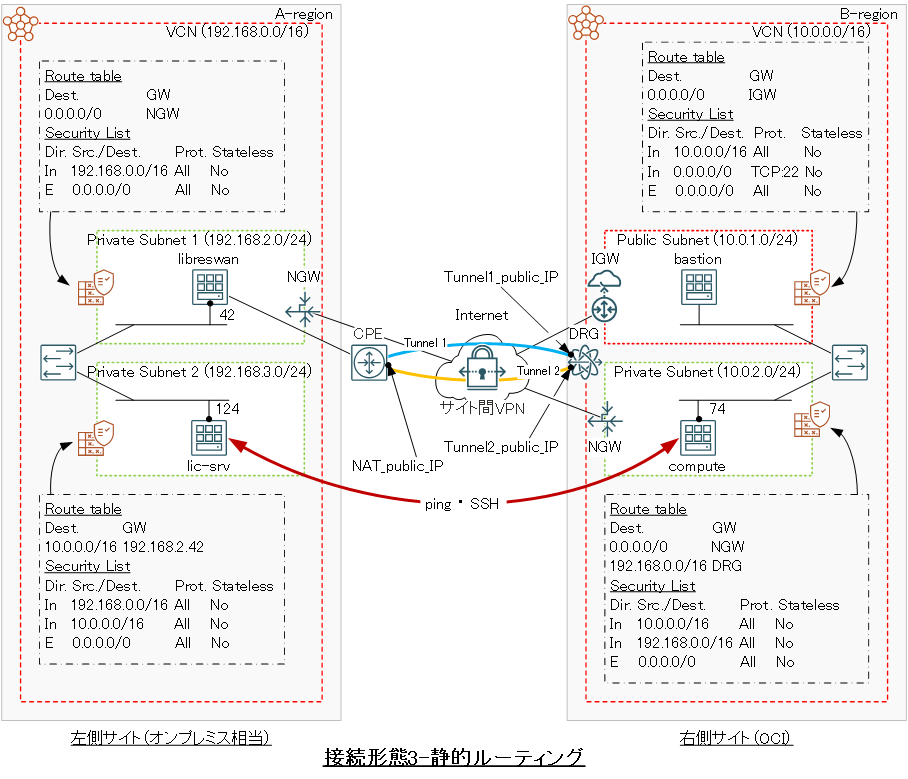 A-region
VCN (192.168.0.0/16)
Route table
Dest. GW
0.0.0.0/0 NGW
Security List
Dir. Src./Dest. Prot. Stateless
In 192.168.0.0/16 All No
E 0.0.0.0/0 All No
Private Subnet 1 (192.168.2.0/24)
libreswan
42
NGW
Private Subnet 2 (192.168.3.0/24)
124
lic-srv
Route table
Dest. GW
10.0.0.0/16 192.168.2.42
Security List
Dir. Src./Dest. Prot. Stateless
In 192.168.0.0/16 All No
In 10.0.0.0/16 All No
E 0.0.0.0/0 All No
左側サイト(オンプレミス相当)
CPE
Tunnel 1
Internet
Tunnel1_public_IP
DRG
Tunnel 2
サイト間VPN
Tunnel2_public_IP
NAT_public_IP
ping・SSH
B-region
VCN (10.0.0.0/16)
Route table
Dest. GW
0.0.0.0/0 IGW
Security List
Dir. Src./Dest. Prot. Stateless
In 10.0.0.0/16 All No
In 0.0.0.0/0 TCP:22 No
E 0.0.0.0/0 All No
Public Subnet (10.0.1.0/24)
IGW
bastion
Private Subnet (10.0.2.0/24)
74
NGW
compute
Route table
Dest. GW
0.0.0.0/0 NGW
192.168.0.0/16 DRG
Security List
Dir. Src./Dest. Prot. Stateless
In 10.0.0.0/16 All No
In 192.168.0.0/16 All No
E 0.0.0.0/0 All No
右側サイト(OCI)
接続形態3-静的ルーティング